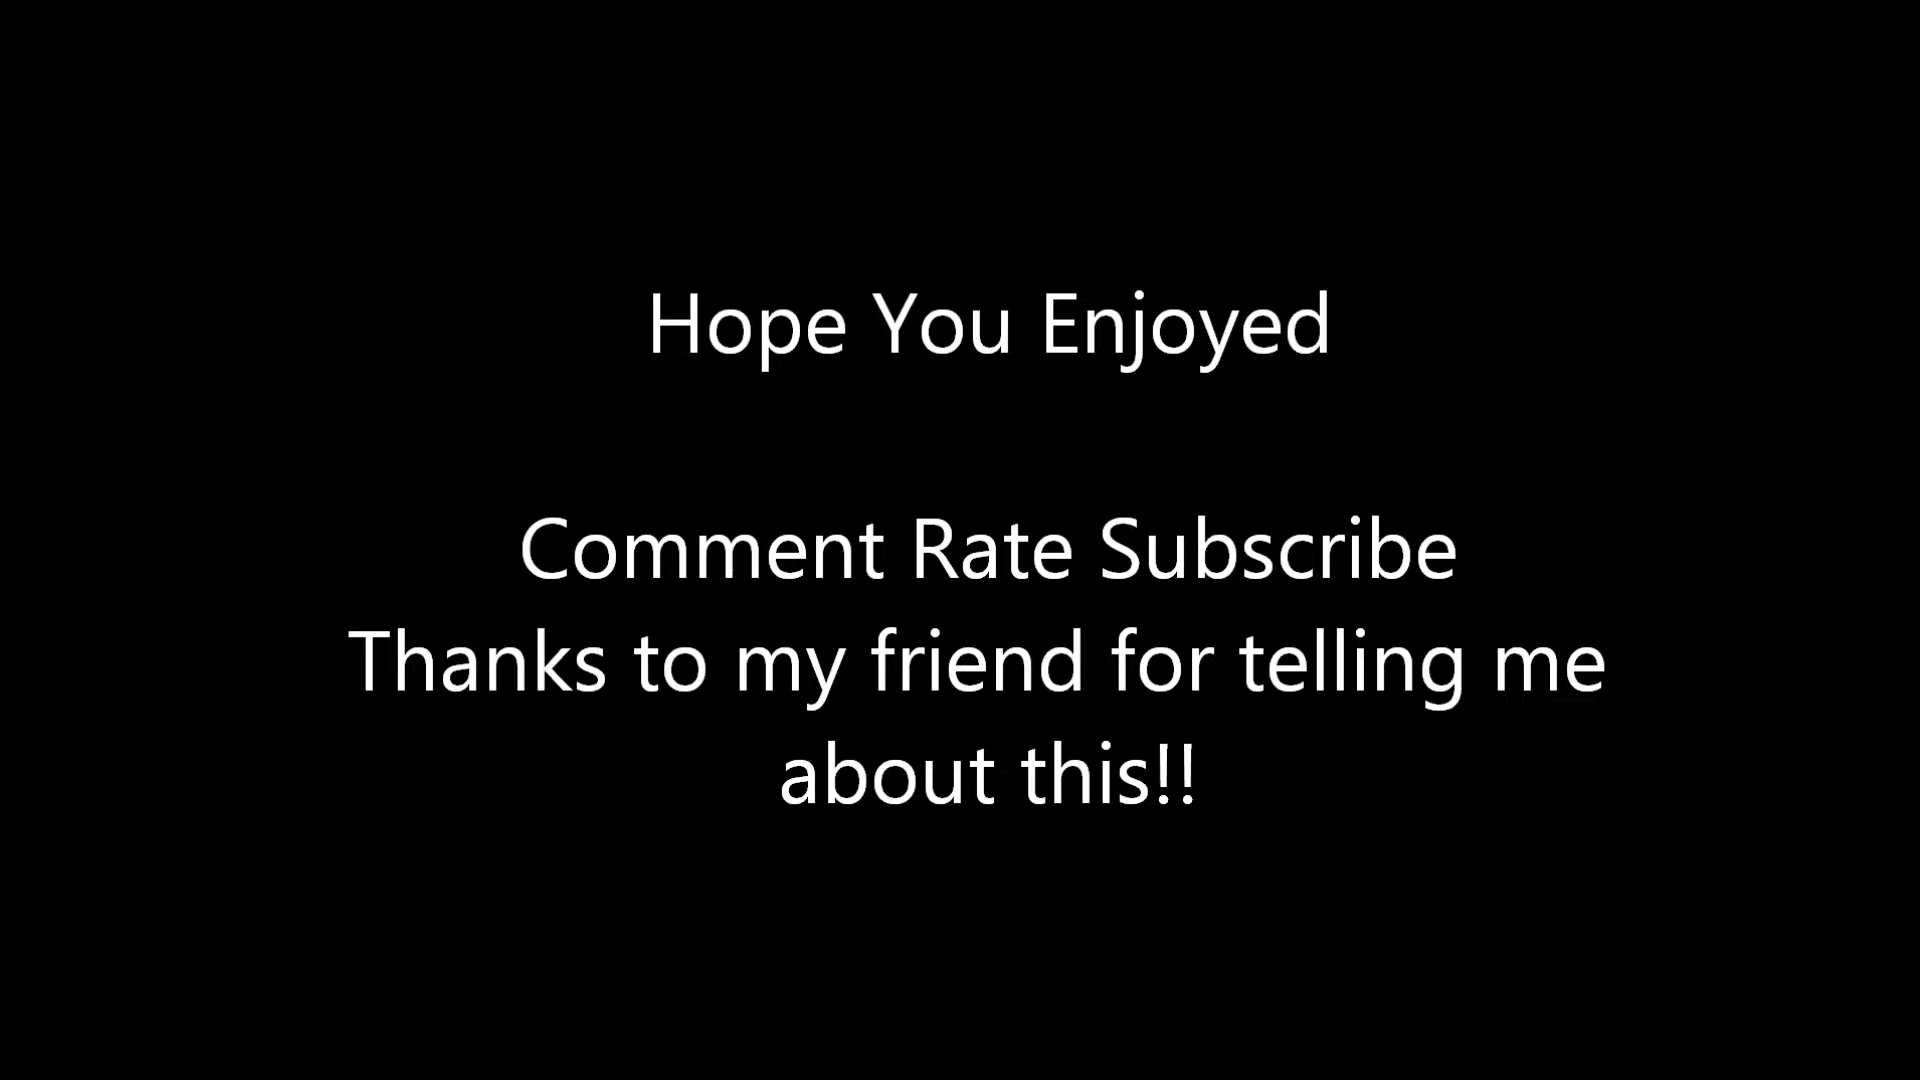 Hope You Enjoyed
Comment Rate Subscribe
Thanks to my friend for telling me
about this!!